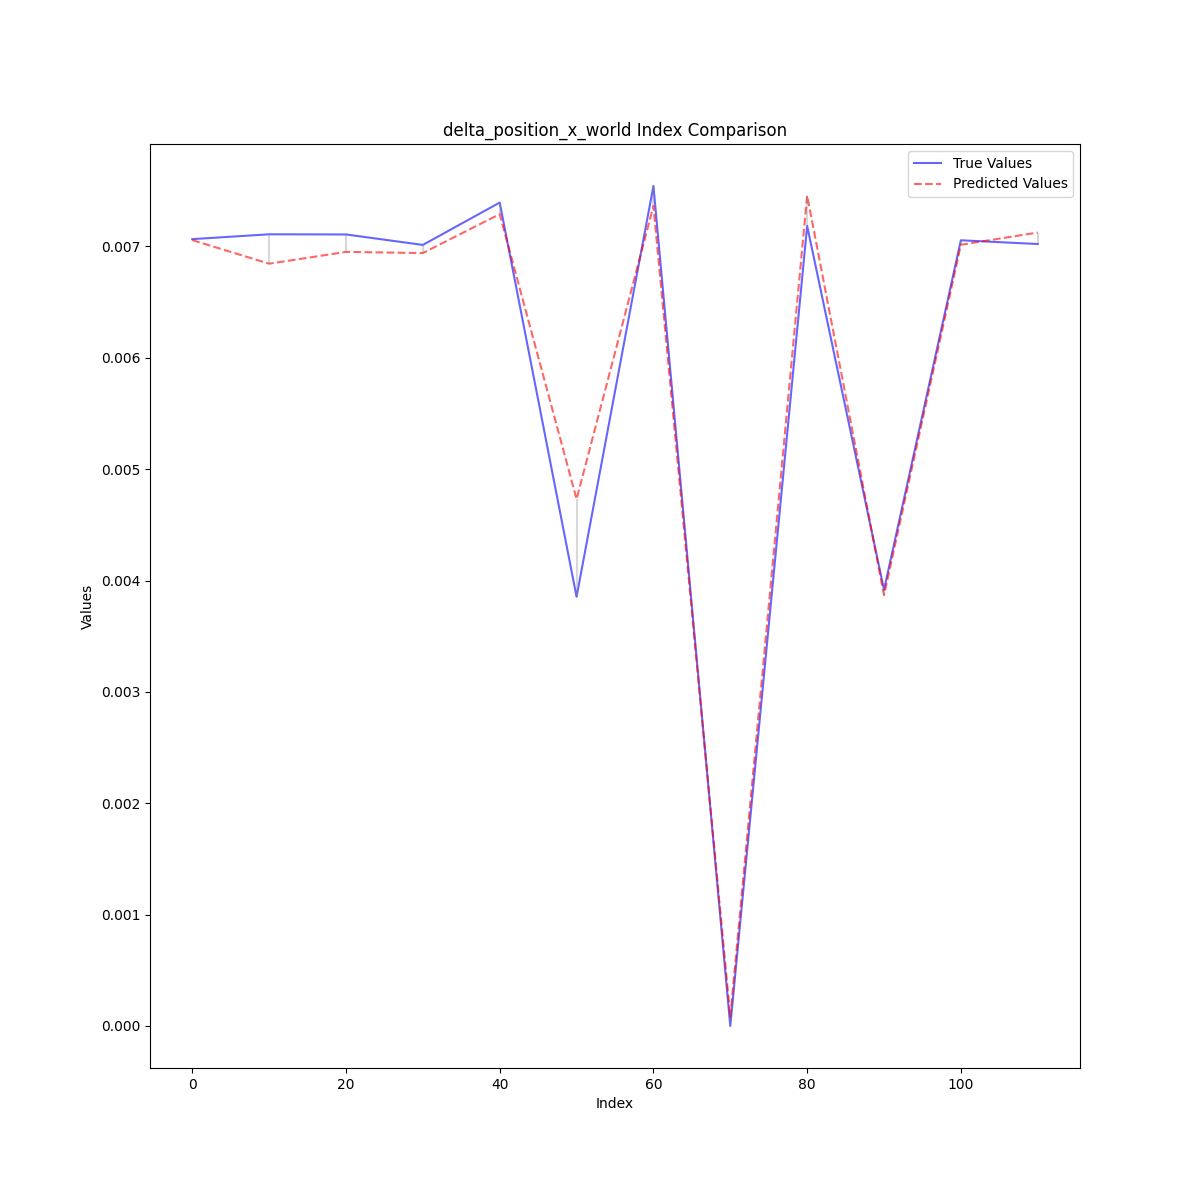 delta_position_x_world Index Comparison
True Values
Predicted Values
0.007
0.006
0.005
0.004
0.003
0.002
0.001
0.000
Values
0 20 40 60 80 100
Index